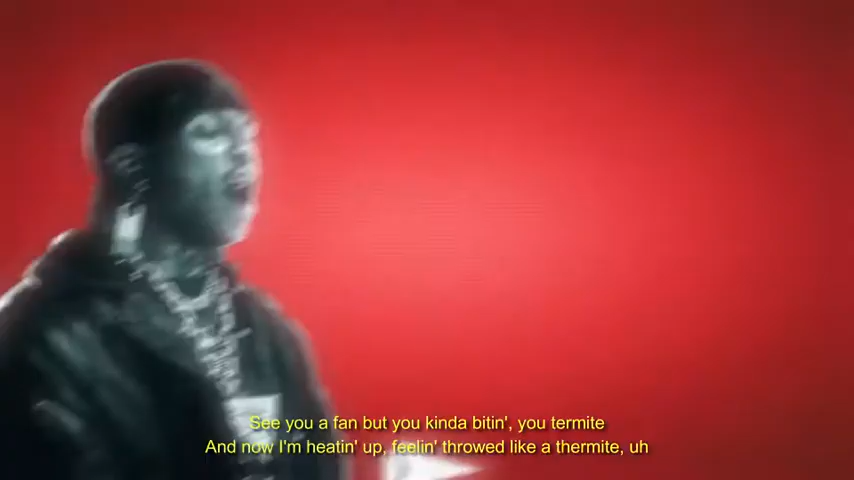 See you a fan but you kinda bitin', you termite
And now I'm heatin' up, feelin' throwed like a thermite, uh